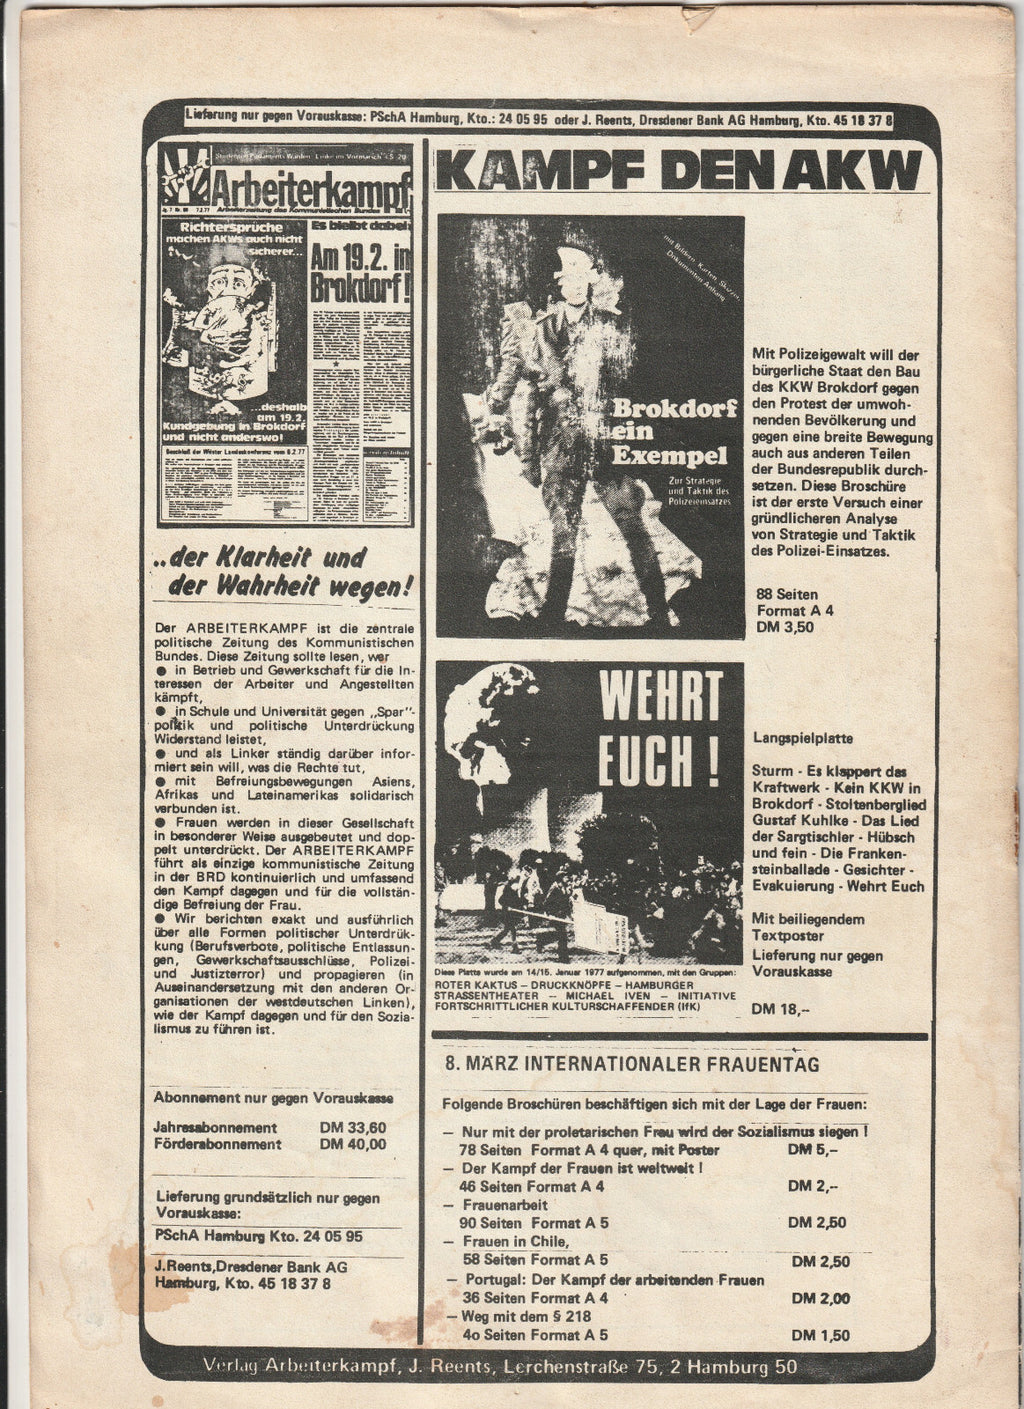 Lieferung nur gegen Vorauskasse: PSchA Hamburg, Kto.: 24 05 95 oder J. Reents, Dresdener Bank AG Hamburg, Kto. 45 18 37 8
Arbeiterkampf
Arbeiterzeitung des Kommunistischen Bundes
Richtersprüche
machen AKWs auch nicht
sicherer...
Es bleibt dabei
Am 19.2. in
Brokdorf!
...deshalb
am 19.2.
Kundgebung in Brokdorf
und nicht anderswo!
..der Klarheit und
der Wahrheit wegen!
Der ARBEITERKAMPF ist die zentrale
politische Zeitung des Kommunistischen
Bundes. Diese Zeitung sollte lesen, wer
● in Betrieb und Gewerkschaft für die In-
teressen der Arbeiter und Angestellten
kämpft,
● in Schule und Universität gegen „Spar"-
politik und politische Unterdrückung
Widerstand leistet,
● und als Linker ständig darüber infor-
miert sein will, was die Rechte tut,
● mit Befreiungsbewegungen Asiens,
Afrikas und Lateinamerikas solidarisch
verbunden ist.
● Frauen werden in dieser Gesellschaft
in besonderer Weise ausgebeutet und dop-
pelt unterdrückt. Der ARBEITERKAMPF
führt als einzige kommunistische Zeitung
in der BRD kontinuierlich und umfassend
den Kampf dagegen und für die vollstän-
dige Befreiung der Frau.
● Wir berichten exakt und ausführlich
über alle Formen politischer Unterdrük-
kung (Berufsverbote, politische Entlassun-
gen, Gewerkschaftsausschlüsse, Polizei-
und Justizterror) und propagieren (in
Auseinandersetzung mit den anderen Or-
ganisationen der westdeutschen Linken),
wie der Kampf dagegen und für den Sozia-
lismus zu führen ist.
Abonnement nur gegen Vorauskasse
Jahresabonnement DM 33,60
Förderabonnement DM 40,00
Lieferung grundsätzlich nur gegen
Vorauskasse:
PSchA Hamburg Kto. 24 05 95
J.Reents,Dresdener Bank AG
Hamburg, Kto. 45 18 37 8
KAMPF DEN AKW
mit Bildern Karten Skizzen
Dokumenten Anhang
Brokdorf
ein
Exempel
Zur Strategie
und Taktik des
Polizeieinsatzes
Mit Polizeigewalt will der
bürgerliche Staat den Bau
des KKW Brokdorf gegen
den Protest der umwoh-
nenden Bevölkerung und
gegen eine breite Bewegung
auch aus anderen Teilen
der Bundesrepublik durch-
setzen. Diese Broschüre
ist der erste Versuch einer
gründlicheren Analyse
von Strategie und Taktik
des Polizei-Einsatzes.
88 Seiten
Format A 4
DM 3,50
WEHRT
EUCH !
Diese Platte wurde am 14/15. Januar 1977 aufgenommen, mit den Gruppen:
ROTER KAKTUS – DRUCKKNÖPFE – HAMBURGER
STRASSENTHEATER – MICHAEL IVEN – INITIATIVE
FORTSCHRITTLICHER KULTURSCHAFFENDER (IfK)
Langspielplatte
Sturm - Es klappert das
Kraftwerk - Kein KKW in
Brokdorf - Stoltenberglied
Gustaf Kuhlke - Das Lied
der Sargtischler - Hübsch
und fein - Die Franken-
steinballade - Gesichter -
Evakuierung - Wehrt Euch
Mit beiliegendem
Textposter
Lieferung nur gegen
Vorauskasse
DM 18,–
8. MÄRZ INTERNATIONALER FRAUENTAG
Folgende Broschüren beschäftigen sich mit der Lage der Frauen:
– Nur mit der proletarischen Frau wird der Sozialismus siegen !
78 Seiten Format A 4 quer, mit Poster DM 5,–
– Der Kampf der Frauen ist weltweit !
46 Seiten Format A 4 DM 2,–
– Frauenarbeit
90 Seiten Format A 5 DM 2,50
– Frauen in Chile,
58 Seiten Format A 5 DM 2,50
– Portugal: Der Kampf der arbeitenden Frauen
36 Seiten Format A 4 DM 2,00
– Weg mit dem § 218
4o Seiten Format A 5 DM 1,50
Verlag Arbeiterkampf, J. Reents, Lerchenstraße 75, 2 Hamburg 50